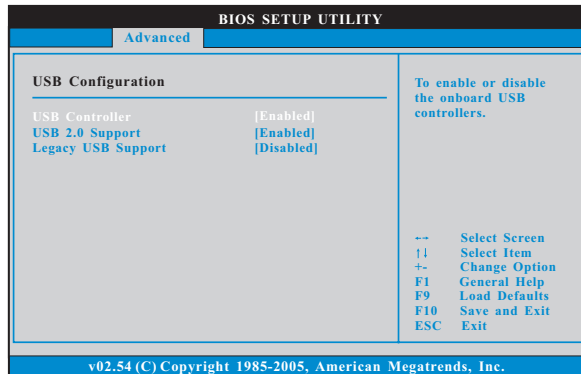 BIOS SETUP UTILITY
Advanced
USB Configuration
USB Controller [Enabled]
USB 2.0 Support [Enabled]
Legacy USB Support [Disabled]
To enable or disable
the onboard USB
controllers.
←→ Select Screen
↑↓ Select Item
+- Change Option
F1 General Help
F9 Load Defaults
F10 Save and Exit
ESC Exit
v02.54 (C) Copyright 1985-2005, American Megatrends, Inc.